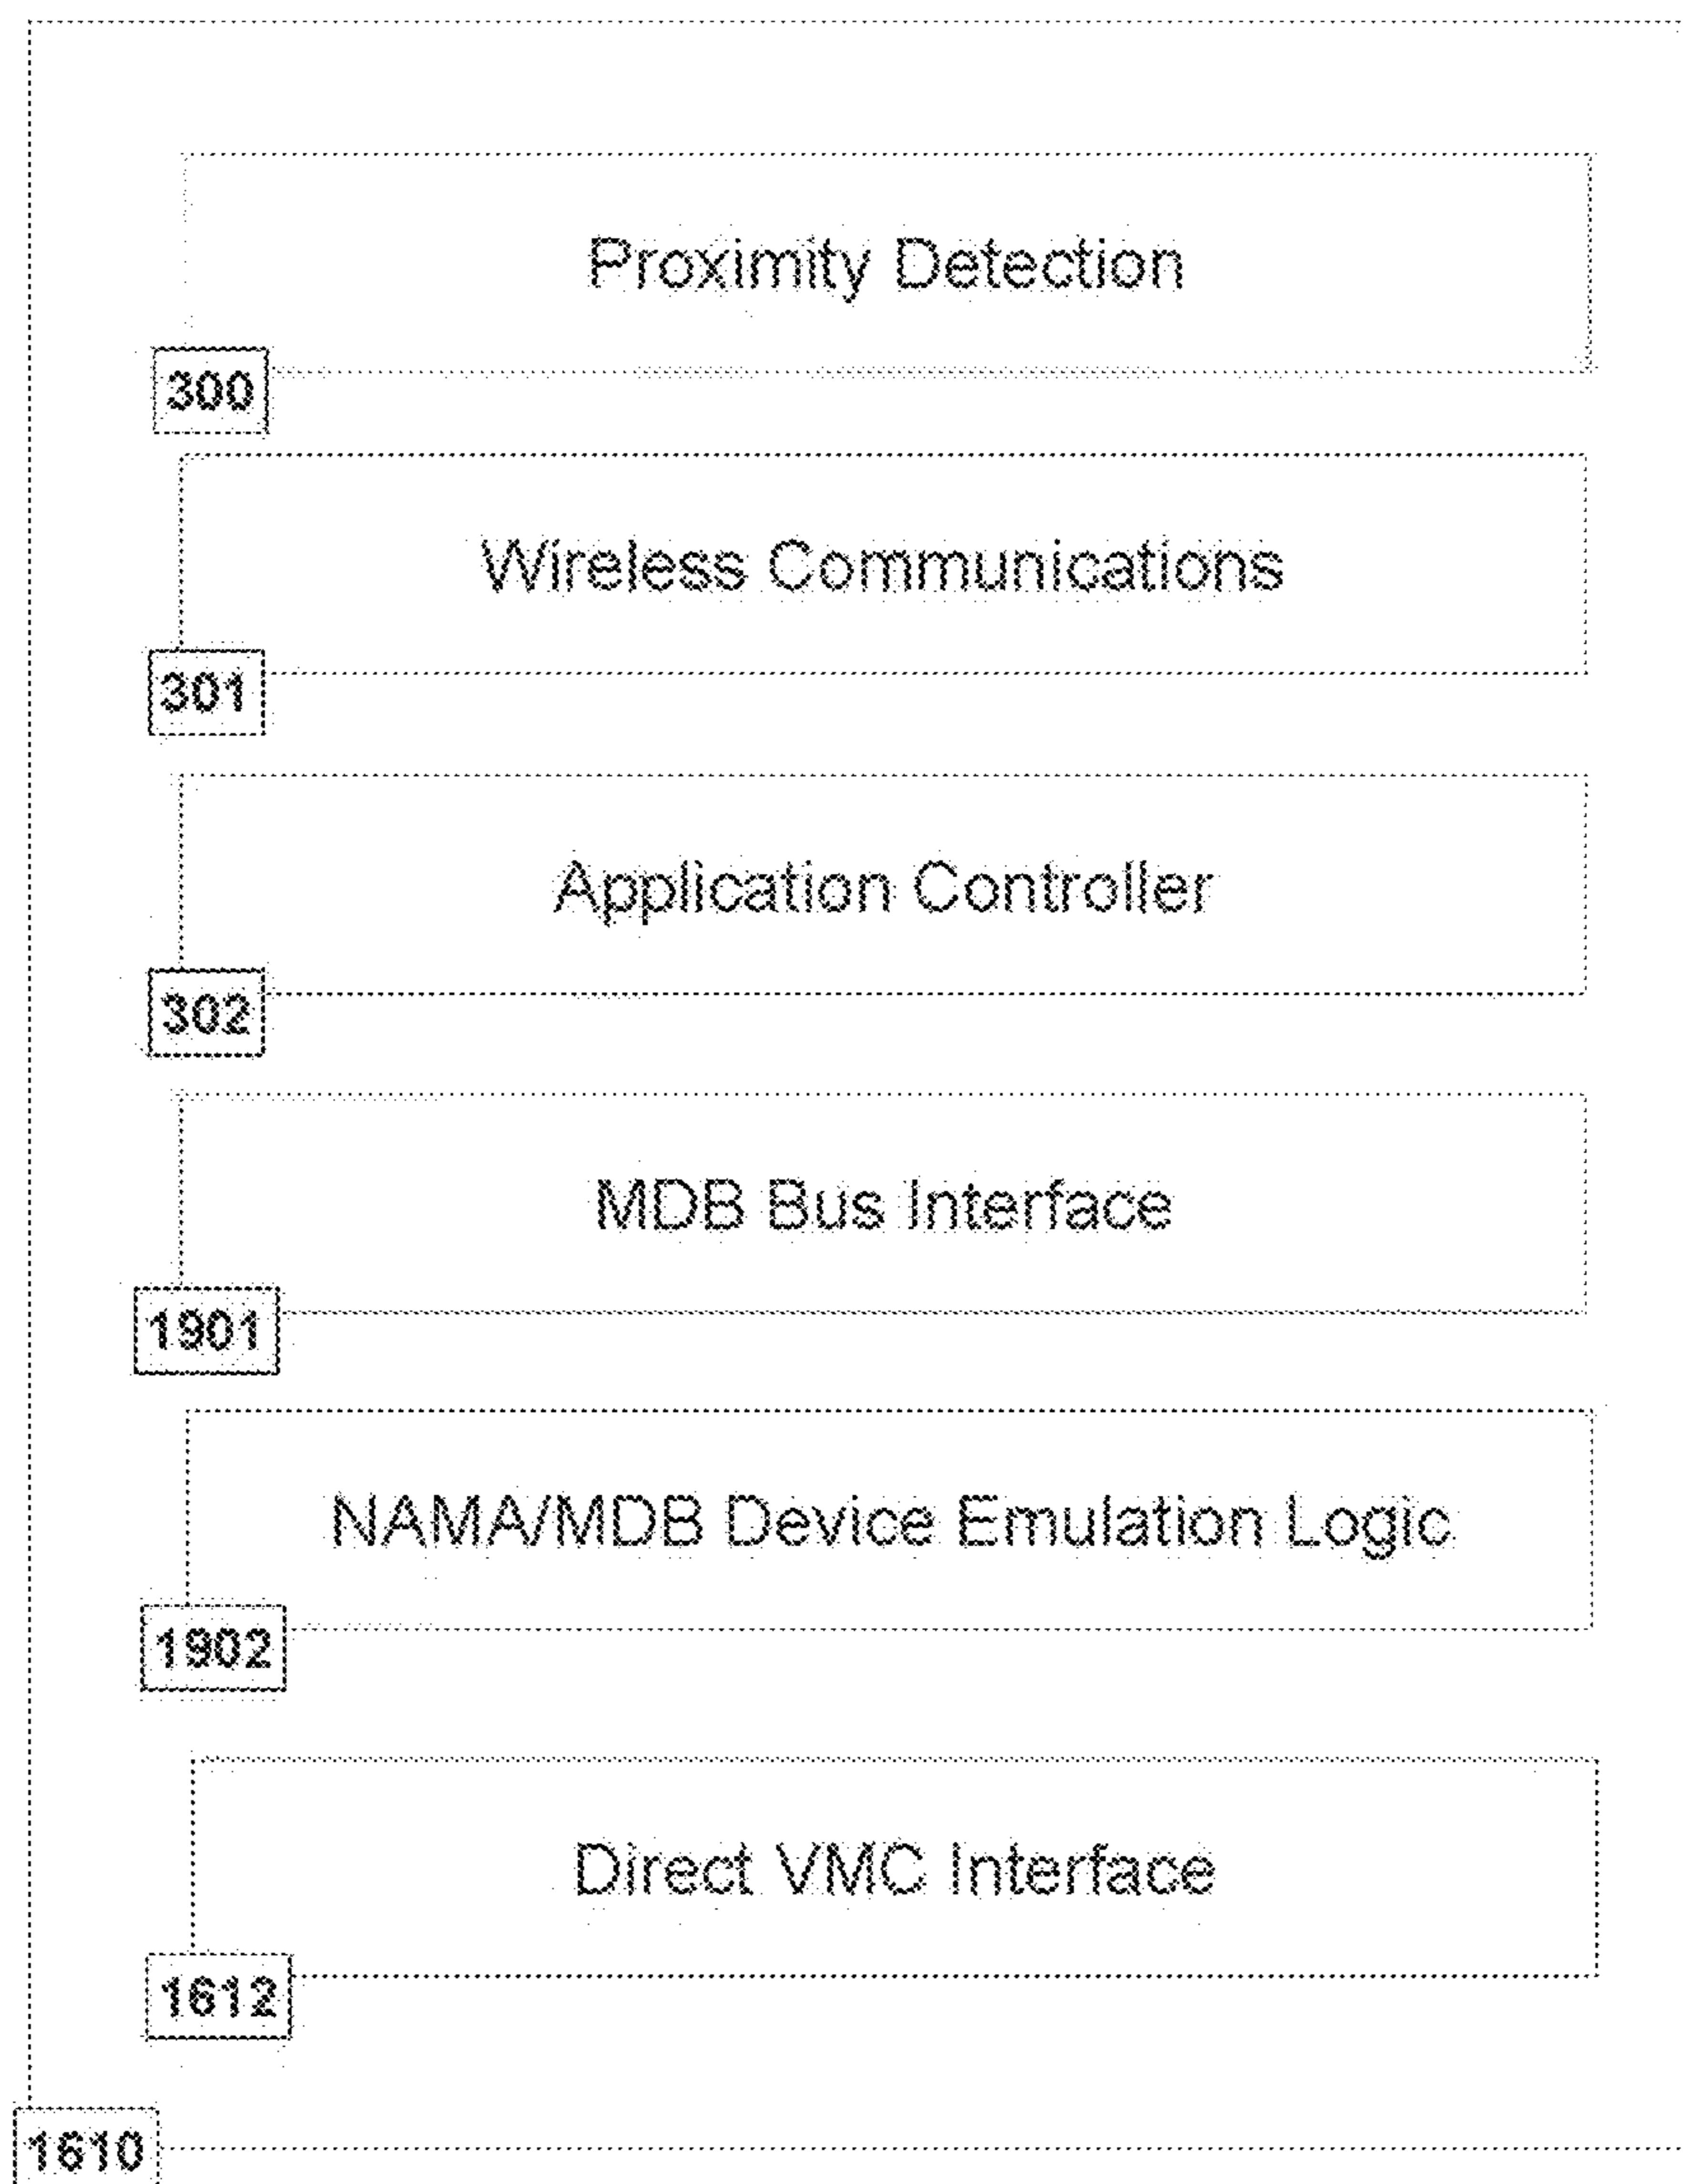 Proximity Detection
300
Wireless Communications
301
Application Controller
302
MDB Bus Interface
1901
NAMA/MDB Device Emulation Logic
1902
Direct VMC Interface
1612
1610